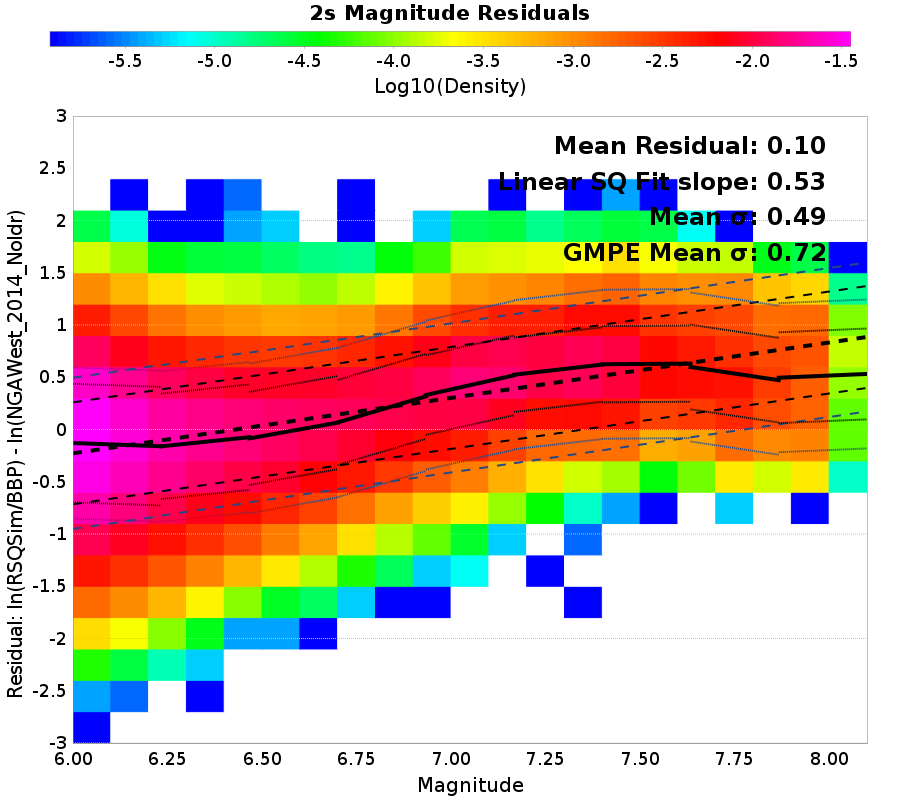 2s Magnitude Residuals
-5.5 -5.0 -4.5 -4.0 -3.5 -3.0 -2.5 -2.0 -1.5
Log10(Density)
Mean Residual: 0.10
Linear SQ Fit slope: 0.53
Mean σ: 0.49
GMPE Mean σ: 0.72
3
2.5
2
1.5
1
0.5
0
-0.5
-1
-1.5
-2
-2.5
-3
Residual: ln(RSQSim/BBP) - ln(NGAWest_2014_NoIdr)
6.00 6.25 6.50 6.75 7.00 7.25 7.50 7.75 8.00
Magnitude